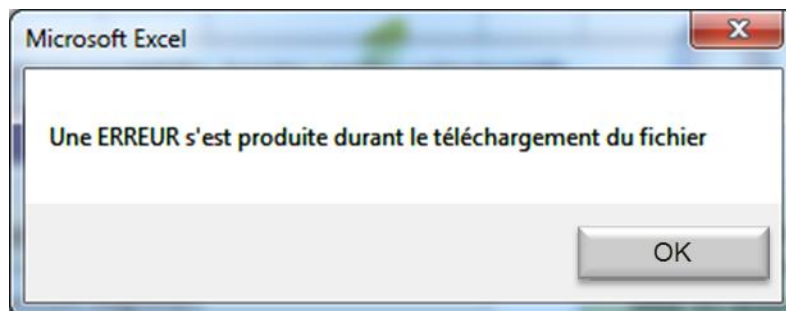 Microsoft Excel
Une ERREUR s'est produite durant le téléchargement du fichier
OK